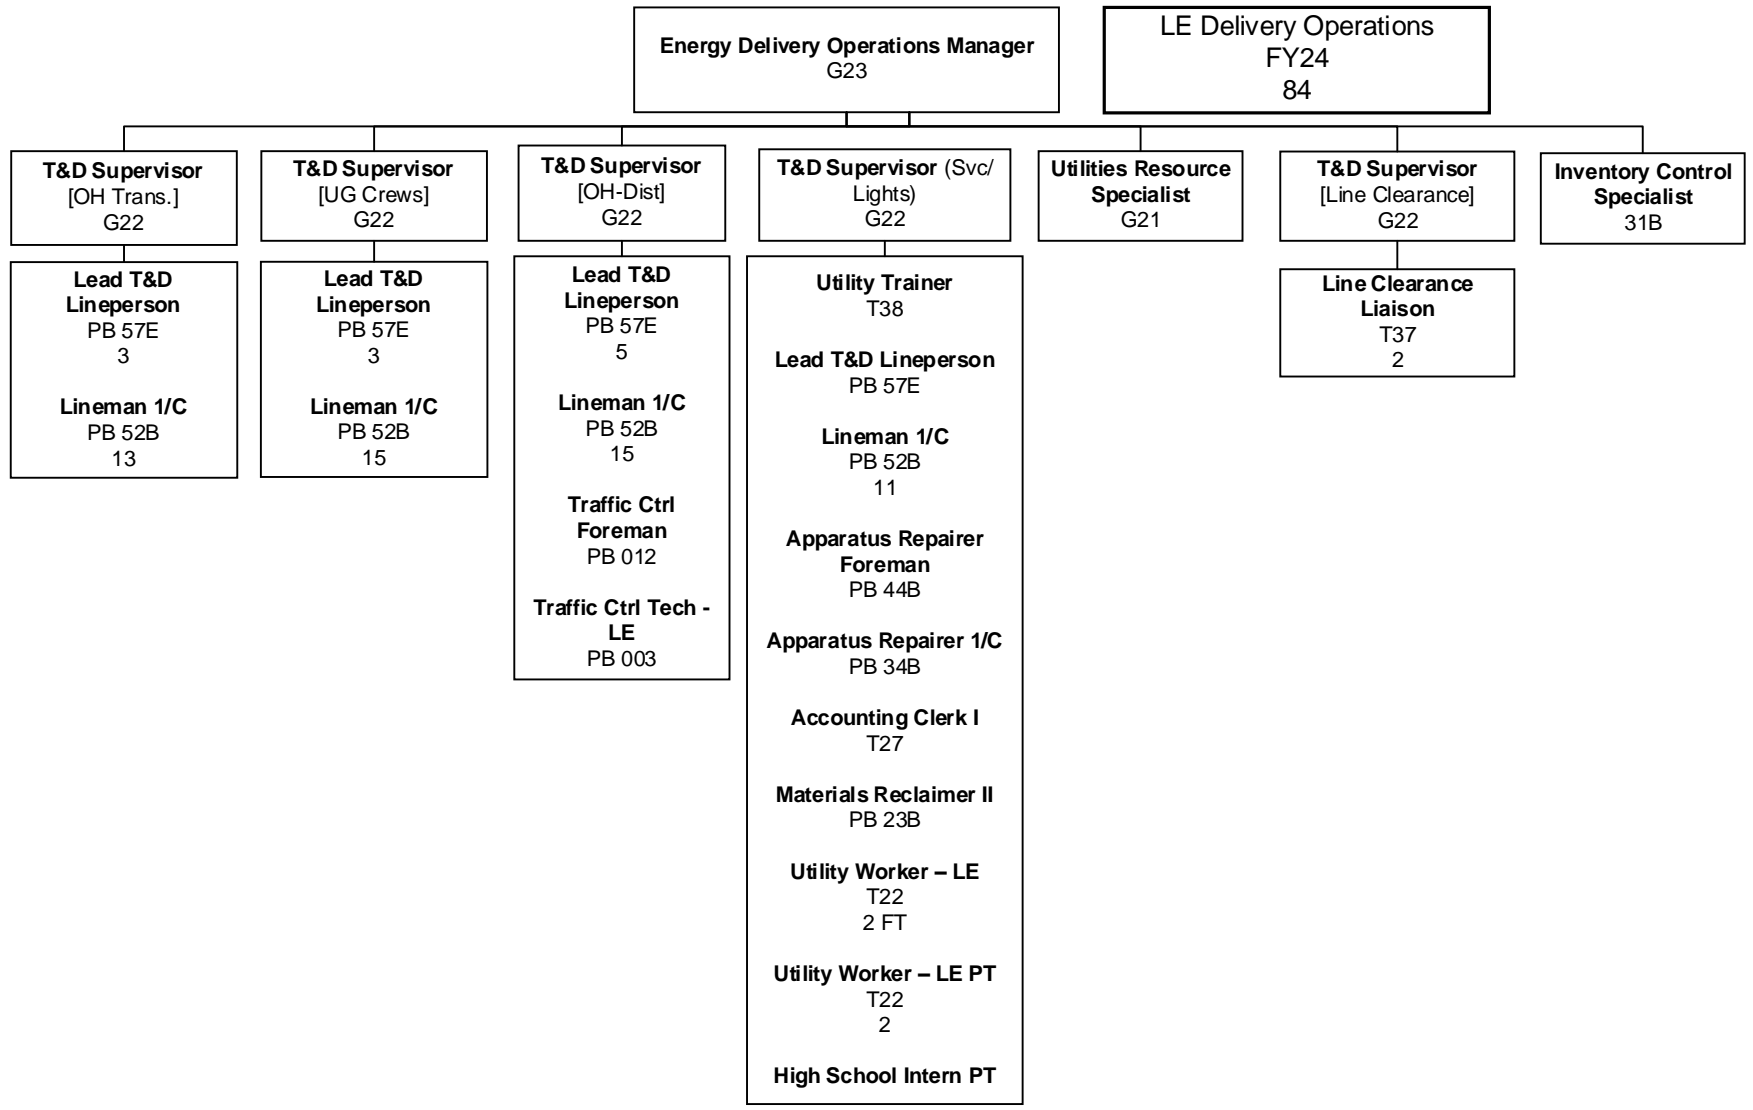 Energy Delivery Operations Manager
G23
LE Delivery Operations
FY24
84
T&D Supervisor
[OH Trans.]
G22
T&D Supervisor
[UG Crews]
G22
T&D Supervisor
[OH-Dist]
G22
T&D Supervisor (Svc/
Lights)
G22
Utilities Resource
Specialist
G21
T&D Supervisor
[Line Clearance]
G22
Inventory Control
Specialist
31B
Lead T&D
Lineperson
PB 57E
3
Lineman 1/C
PB 52B
13
Lead T&D
Lineperson
PB 57E
3
Lineman 1/C
PB 52B
15
Lead T&D
Lineperson
PB 57E
5
Lineman 1/C
PB 52B
15
Traffic Ctrl
Foreman
PB 012
Traffic Ctrl Tech -
LE
PB 003
Utility Trainer
T38
Lead T&D Lineperson
PB 57E
Lineman 1/C
PB 52B
11
Apparatus Repairer
Foreman
PB 44B
Apparatus Repairer 1/C
PB 34B
Accounting Clerk I
T27
Materials Reclaimer II
PB 23B
Utility Worker – LE
T22
2 FT
Utility Worker – LE PT
T22
2
High School Intern PT
Line Clearance
Liaison
T37
2